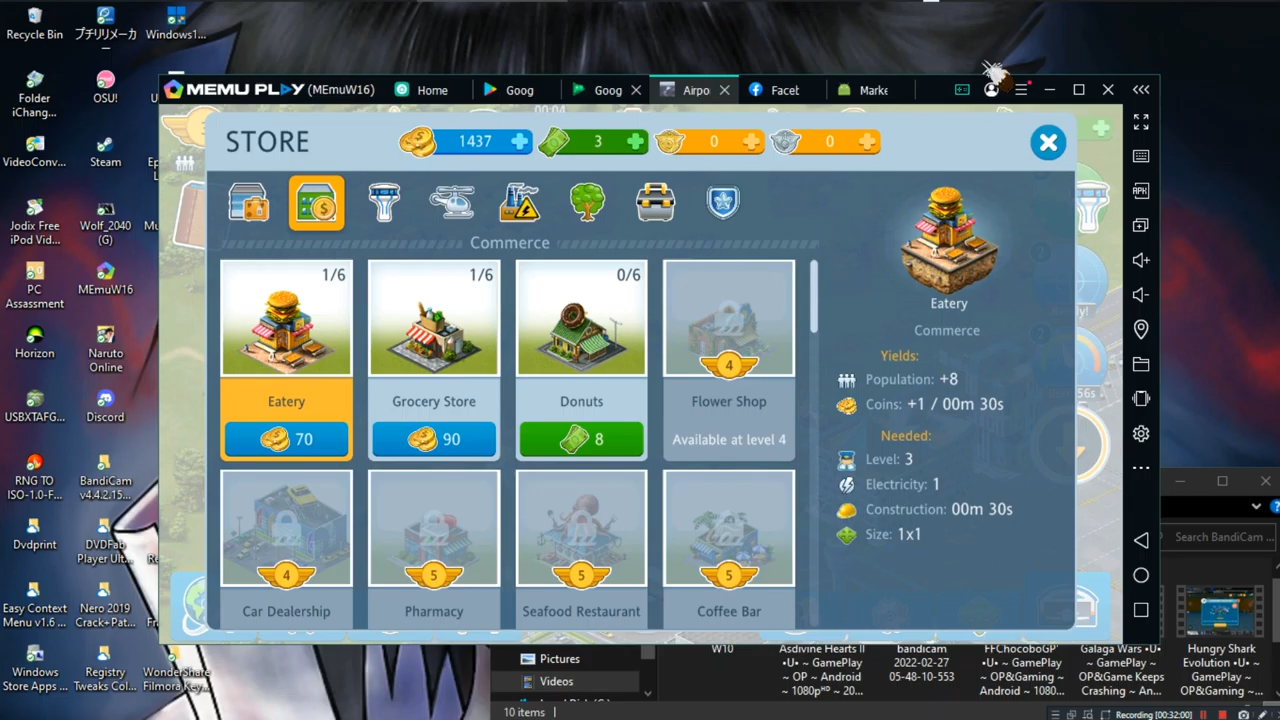 Recycle Bin
プチリメーカー
Windows1...
Folder
iChang...
OSU!
VideoConv...
Steam
Jodix Free
iPod Vid...
Wolf_2040
(G)
PC
Assassment
MEmuW16
Horizon
Naruto
Online
USBXTAFG...
Discord
RNG TO
ISO-1.0-F...
BandiCam
v4.4.2.15...
Dvdprint
DVDFab
Player Ult...
Easy Context
Menu v1.6 ...
Nero 2019
Crack+Pat...
Windows
Store Apps ...
Registry
Tweaks Col...
WonderShare
Filmora Key...
MEMU PLAY (MEmuW16)
Home
Goog
Goog
Airpo
Facet
Marke
00:04
STORE
1437
3
0
0
Commerce
1/6
Eatery
70
1/6
Grocery Store
90
0/6
Donuts
8
4
Flower Shop
Available at level 4
4
Car Dealership
5
Pharmacy
5
Seafood Restaurant
5
Coffee Bar
Eatery
Commerce
Yields:
Population: +8
Coins: +1 / 00m 30s
Needed:
Level: 3
Electricity: 1
Construction: 00m 30s
Size: 1x1
Search BandiCam ...
Pictures
Videos
10 items
W10
Asdivine Hearts II
•U• ~ GamePlay
~ OP ~ Android
~ 1080pᴴᴰ ~ 20...
bandicam
2022-02-27
05-48-10-553
FFChocoboGP'
•U• ~ GamePlay
~ OP&Gaming ~
Android ~ 1080...
Galaga Wars •U•
~ OP&Game Keeps
Crashing ~ An...
Hungry Shark
Evolution •U•
~ GamePlay ~
OP&Gaming ~...
Recording [00:32:00]